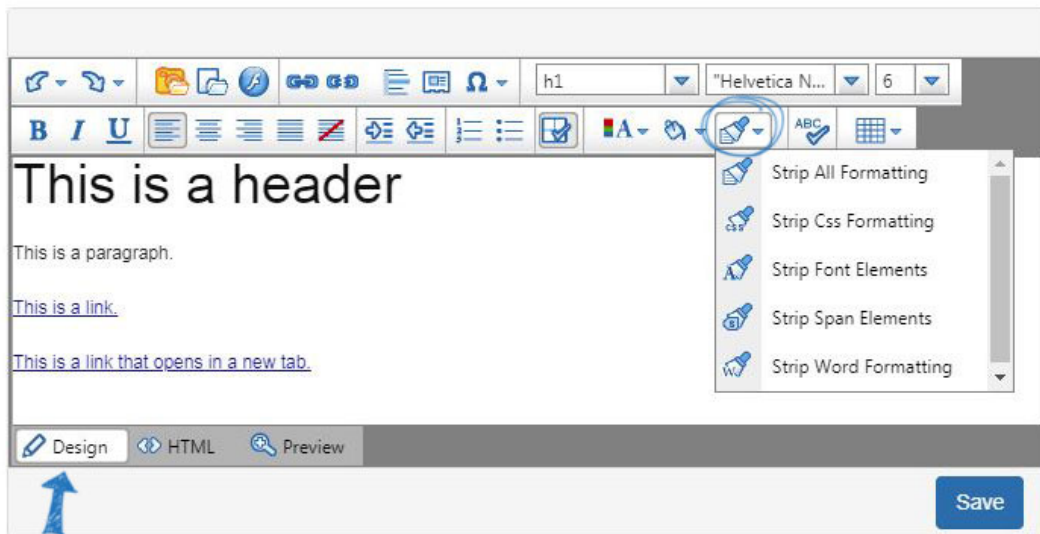 h1 "Helvetica N... 6
B I U A ABC
This is a header
This is a paragraph.
This is a link.
This is a link that opens in a new tab.
Strip All Formatting
Strip Css Formatting
Strip Font Elements
Strip Span Elements
Strip Word Formatting
Design HTML Preview
Save